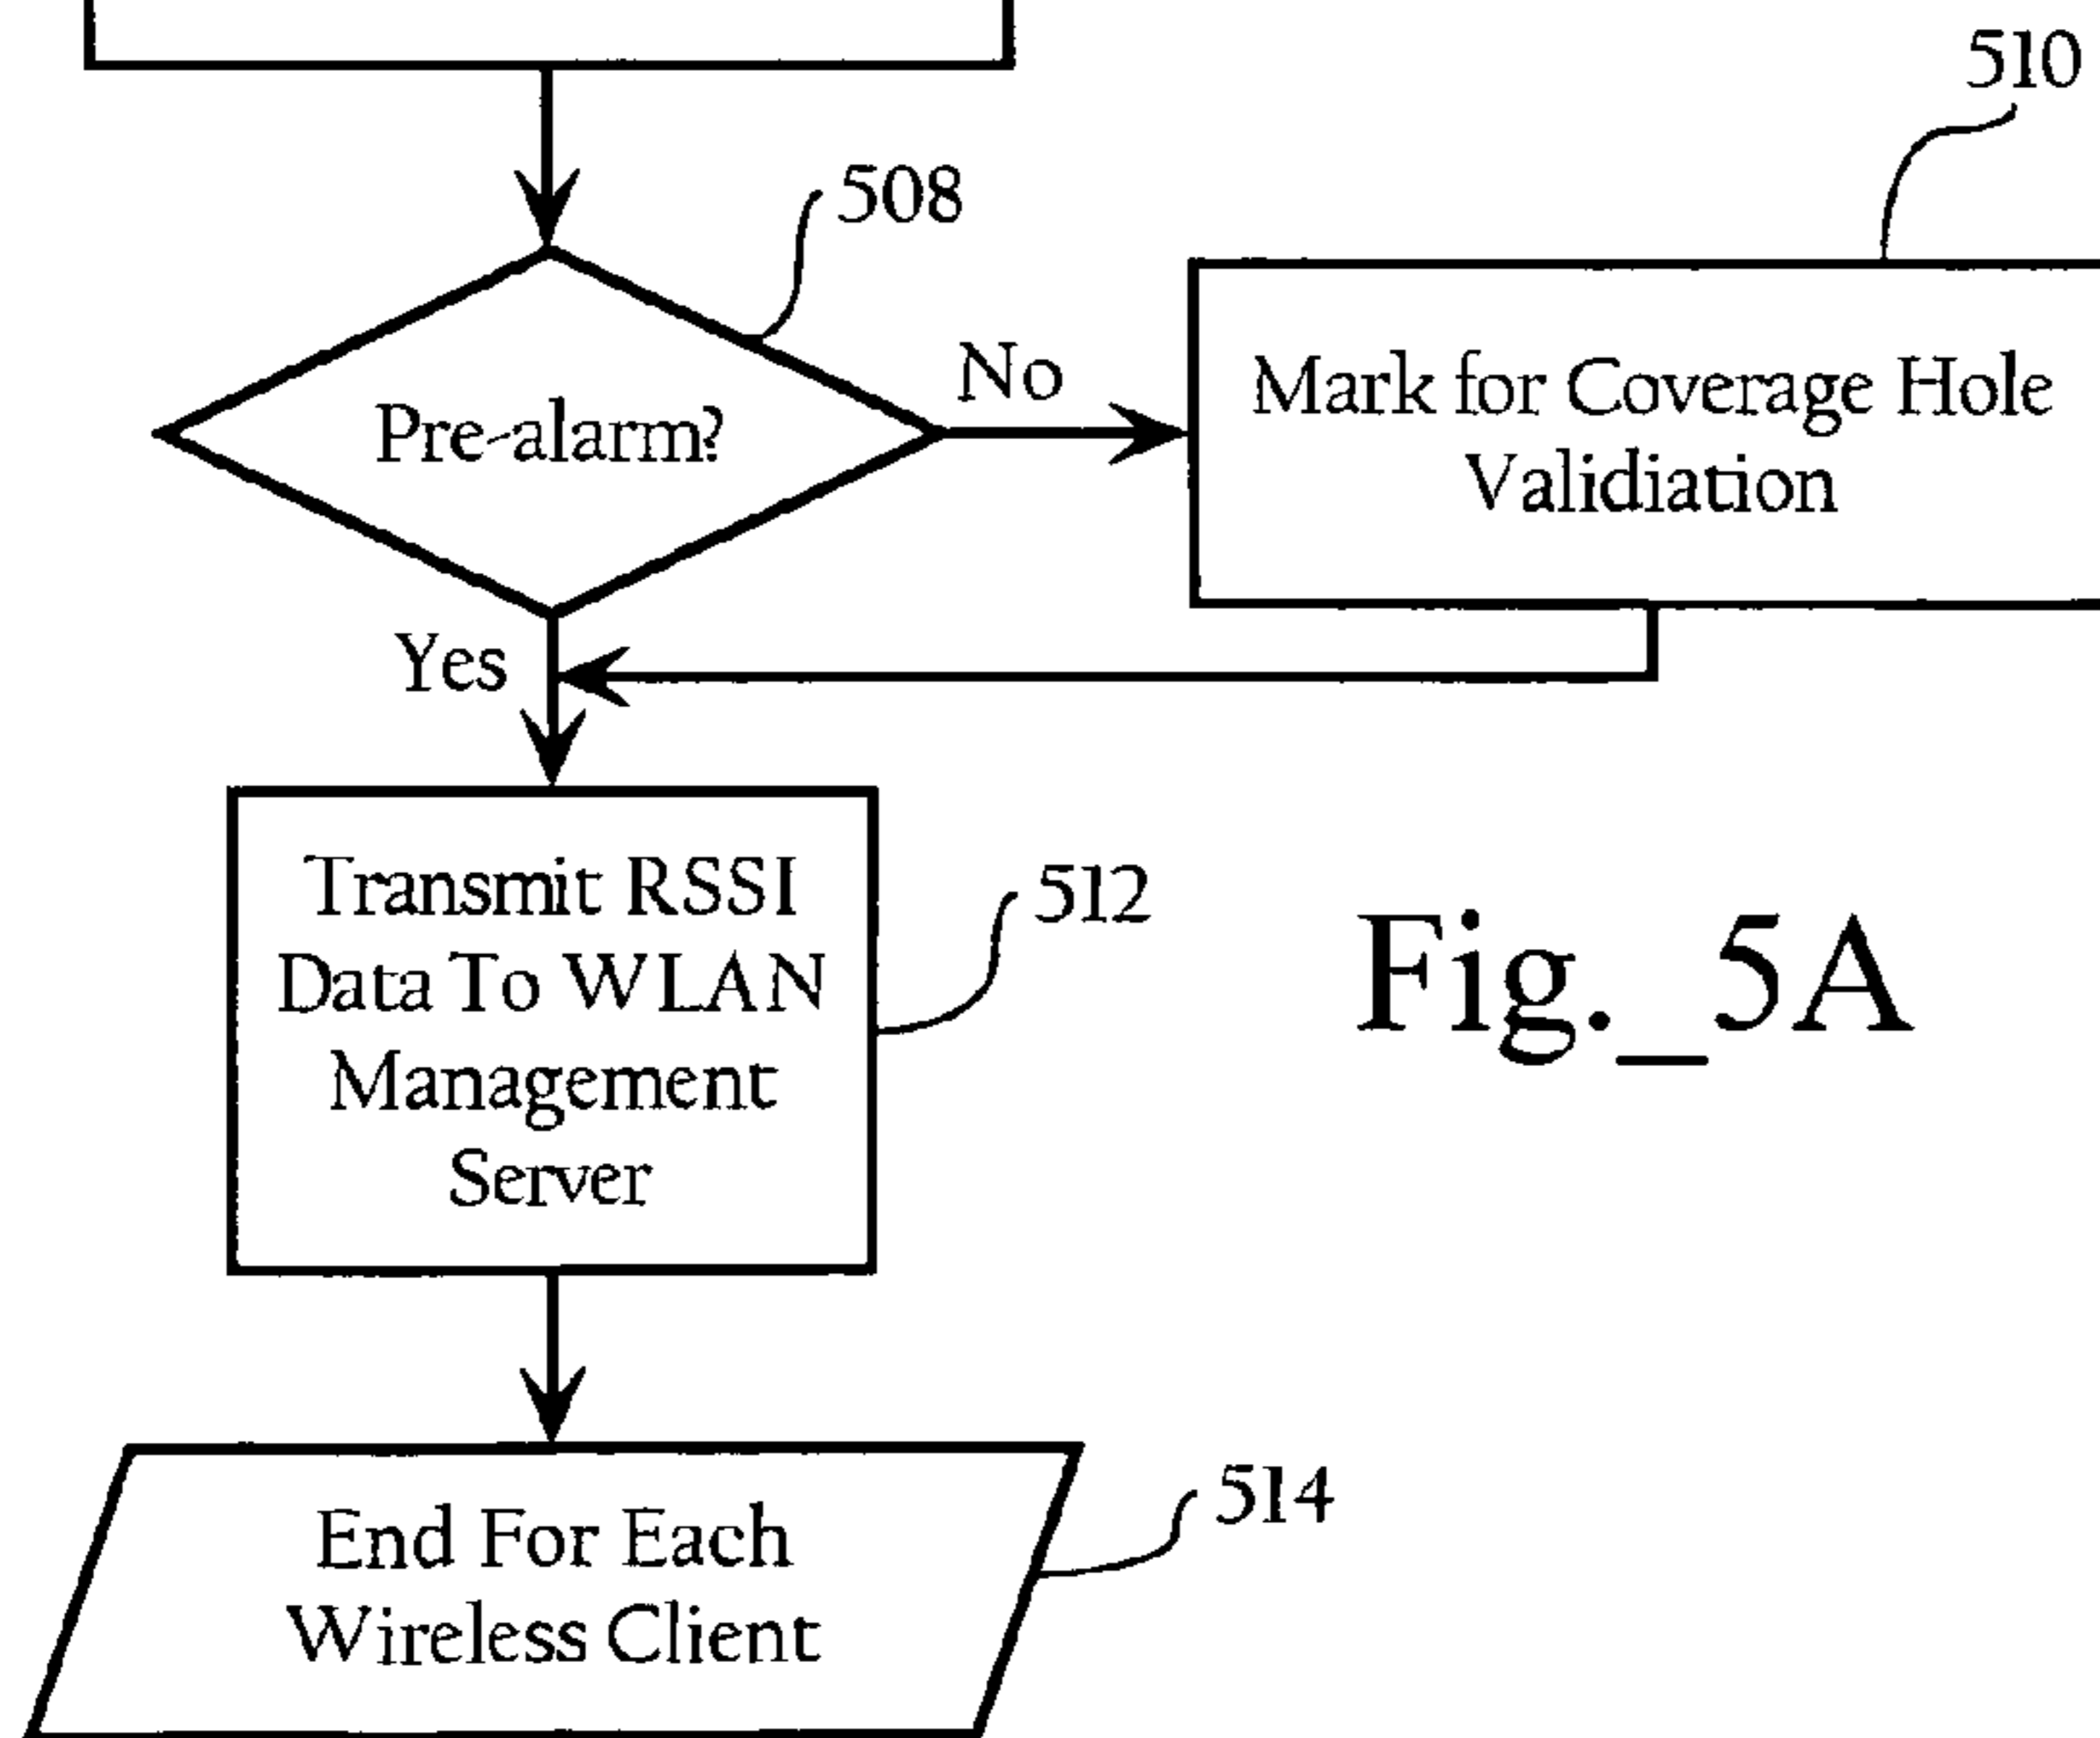 510
508
No
Mark for Coverage Hole
Validiation
Pre-alarm?
Yes
Transmit RSSI
Data To WLAN
Management
Server
512
Fig._5A
End For Each
Wireless Client
514